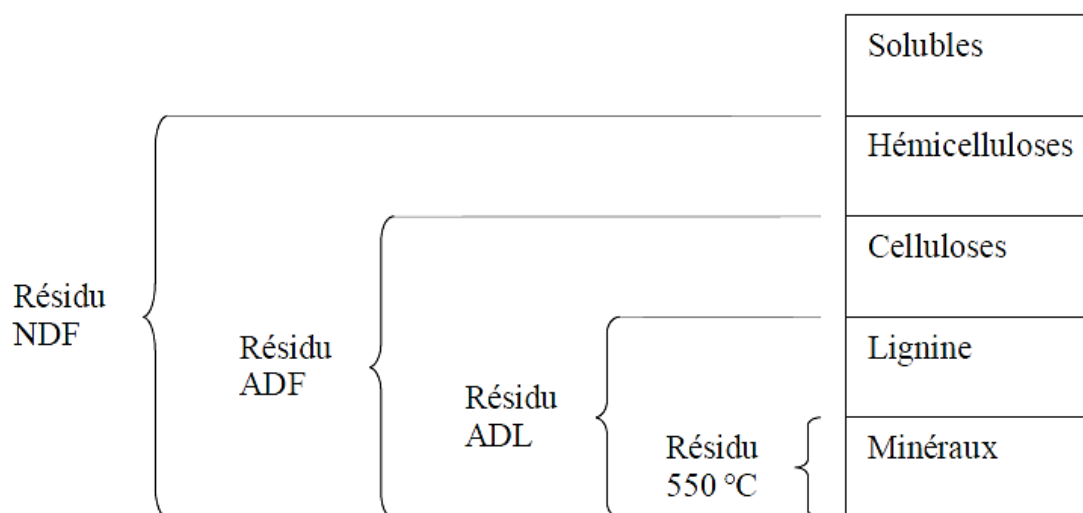 Solubles
Hémicelluloses
Celluloses
Résidu
NDF
Résidu
ADF
Lignine
Résidu
ADL
Résidu
550 °C
Minéraux